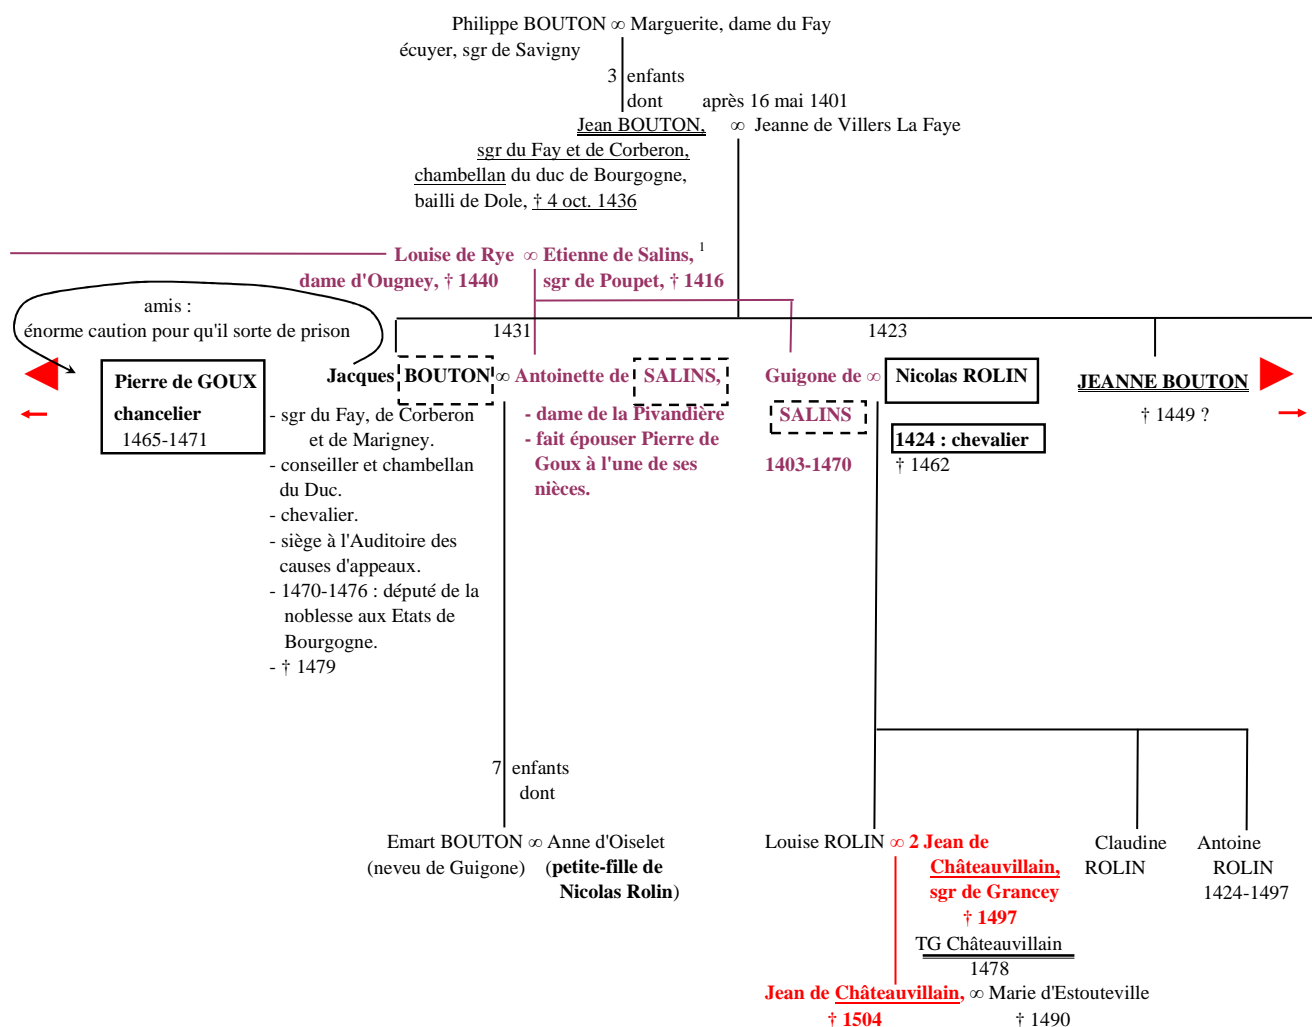 Philippe BOUTON ∞ Marguerite, dame du Fay
écuyer, sgr de Savigny
3 enfants
dont
après 16 mai 1401
Jean BOUTON, ∞ Jeanne de Villers La Faye
sgr du Fay et de Corberon,
chambellan du duc de Bourgogne,
bailli de Dole, † 4 oct. 1436
Louise de Rye ∞ Etienne de Salins, 1
dame d'Ougney, † 1440
sgr de Poupet, † 1416
amis :
énorme caution pour qu'il sorte de prison
1431
1423
Pierre de GOUX
chancelier
1465-1471
Jacques BOUTON ∞ Antoinette de SALINS,
- sgr du Fay, de Corberon
et de Marigney.
- conseiller et chambellan
du Duc.
- chevalier.
- siège à l'Auditoire des
causes d'appeaux.
- 1470-1476 : député de la
noblesse aux Etats de
Bourgogne.
- † 1479
- dame de la Pivandière
- fait épouser Pierre de
Goux à l'une de ses
nièces.
Guigone de ∞ Nicolas ROLIN
SALINS
1403-1470
1424 : chevalier
† 1462
JEANNE BOUTON
† 1449 ?
7 enfants
dont
Emart BOUTON ∞ Anne d'Oiselet
(neveu de Guigone)
(petite-fille de
Nicolas Rolin)
Louise ROLIN ∞ 2 Jean de
Châteauvillain,
sgr de Grancey
† 1497
TG Châteauvillain
1478
Claudine
ROLIN
Antoine
ROLIN
1424-1497
Jean de Châteauvillain, ∞ Marie d'Estouteville
† 1504
† 1490